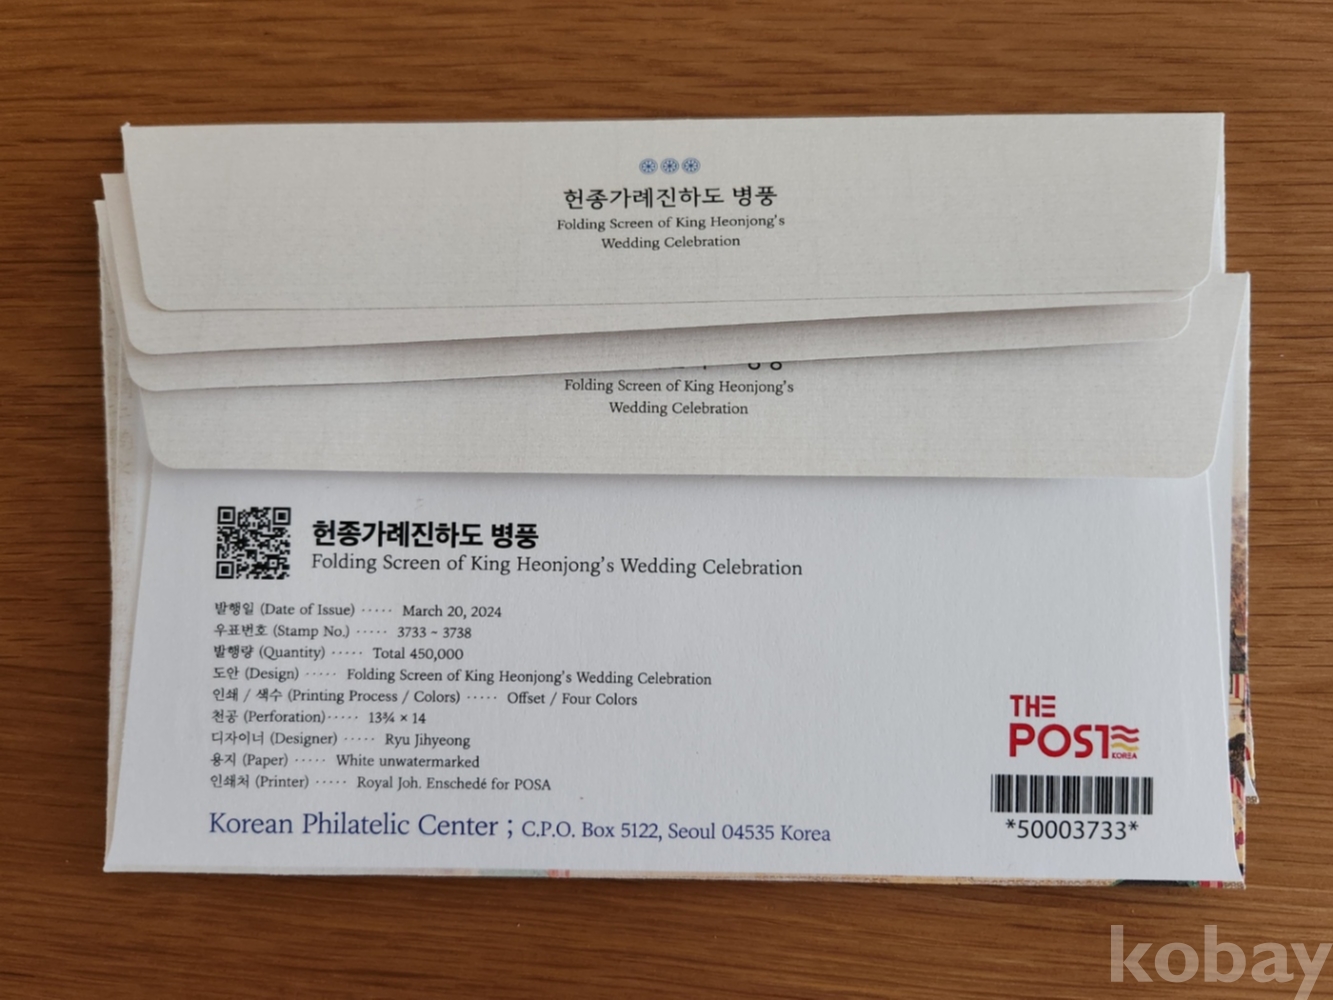 헌종가례진하도 병풍
Folding Screen of King Heonjong's
Wedding Celebration
Folding Screen of King Heonjong's
Wedding Celebration
헌종가례진하도 병풍
Folding Screen of King Heonjong's Wedding Celebration
발행일 (Date of Issue) ····· March 20, 2024
우표번호 (Stamp No.) ····· 3733 ~ 3738
발행량 (Quantity) ····· Total 450,000
도안 (Design) ····· Folding Screen of King Heonjong's Wedding Celebration
인쇄 / 색수 (Printing Process / Colors) ····· Offset / Four Colors
천공 (Perforation)····· 13¾ × 14
디자이너 (Designer) ····· Ryu Jihyeong
용지 (Paper) ····· White unwatermarked
인쇄처 (Printer) ····· Royal Joh. Enschedé for POSA
Korean Philatelic Center ; C.P.O. Box 5122, Seoul 04535 Korea
THE
POST
KOREA
*50003733*
kobay